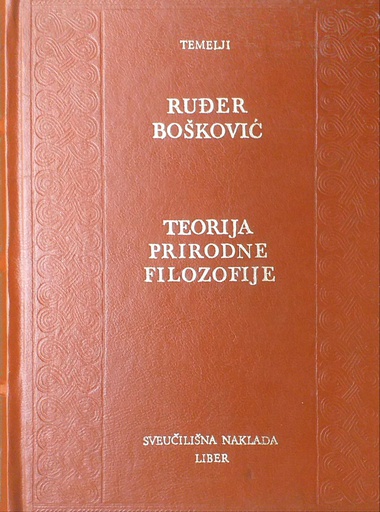 TEMELJI
RUĐER
BOŠKOVIĆ
TEORIJA
PRIRODNE
FILOZOFIJE
SVEUČILIŠNA NAKLADA
LIBER